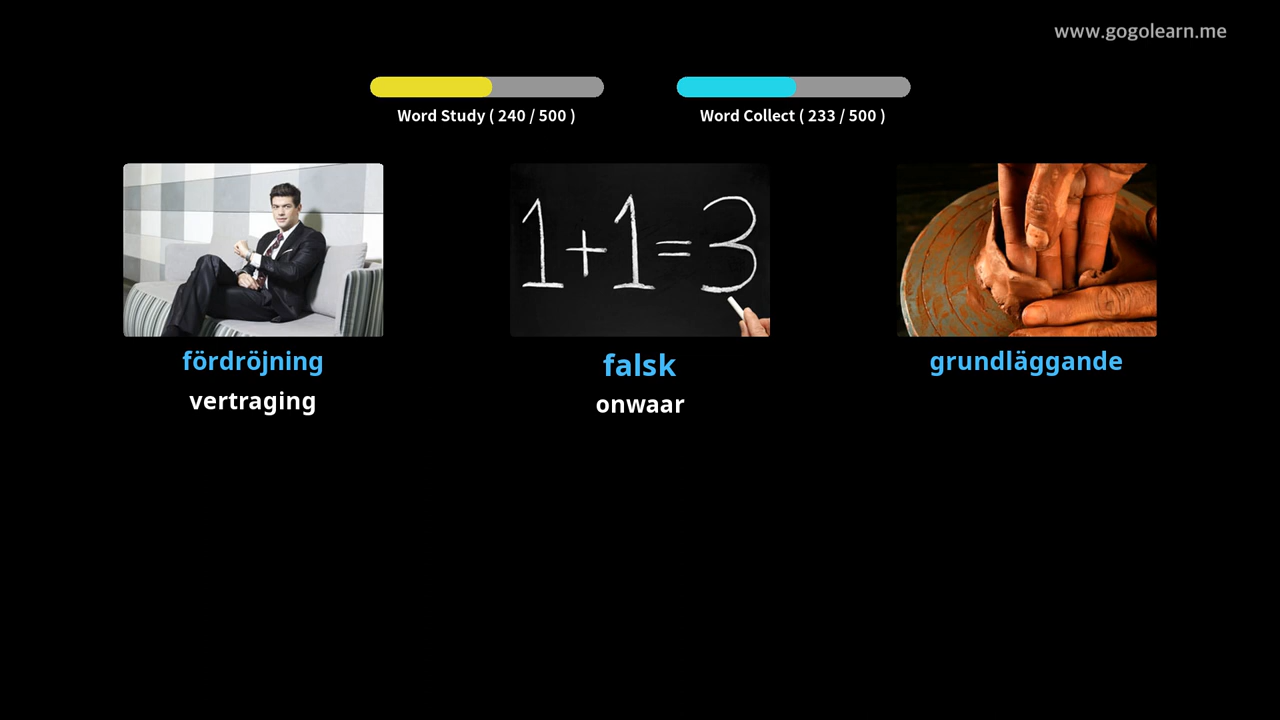 www.gogolearn.me
Word Study ( 240 / 500 )
Word Collect ( 233 / 500 )
1+1=3
fördröjning
falsk
grundläggande
vertraging
onwaar